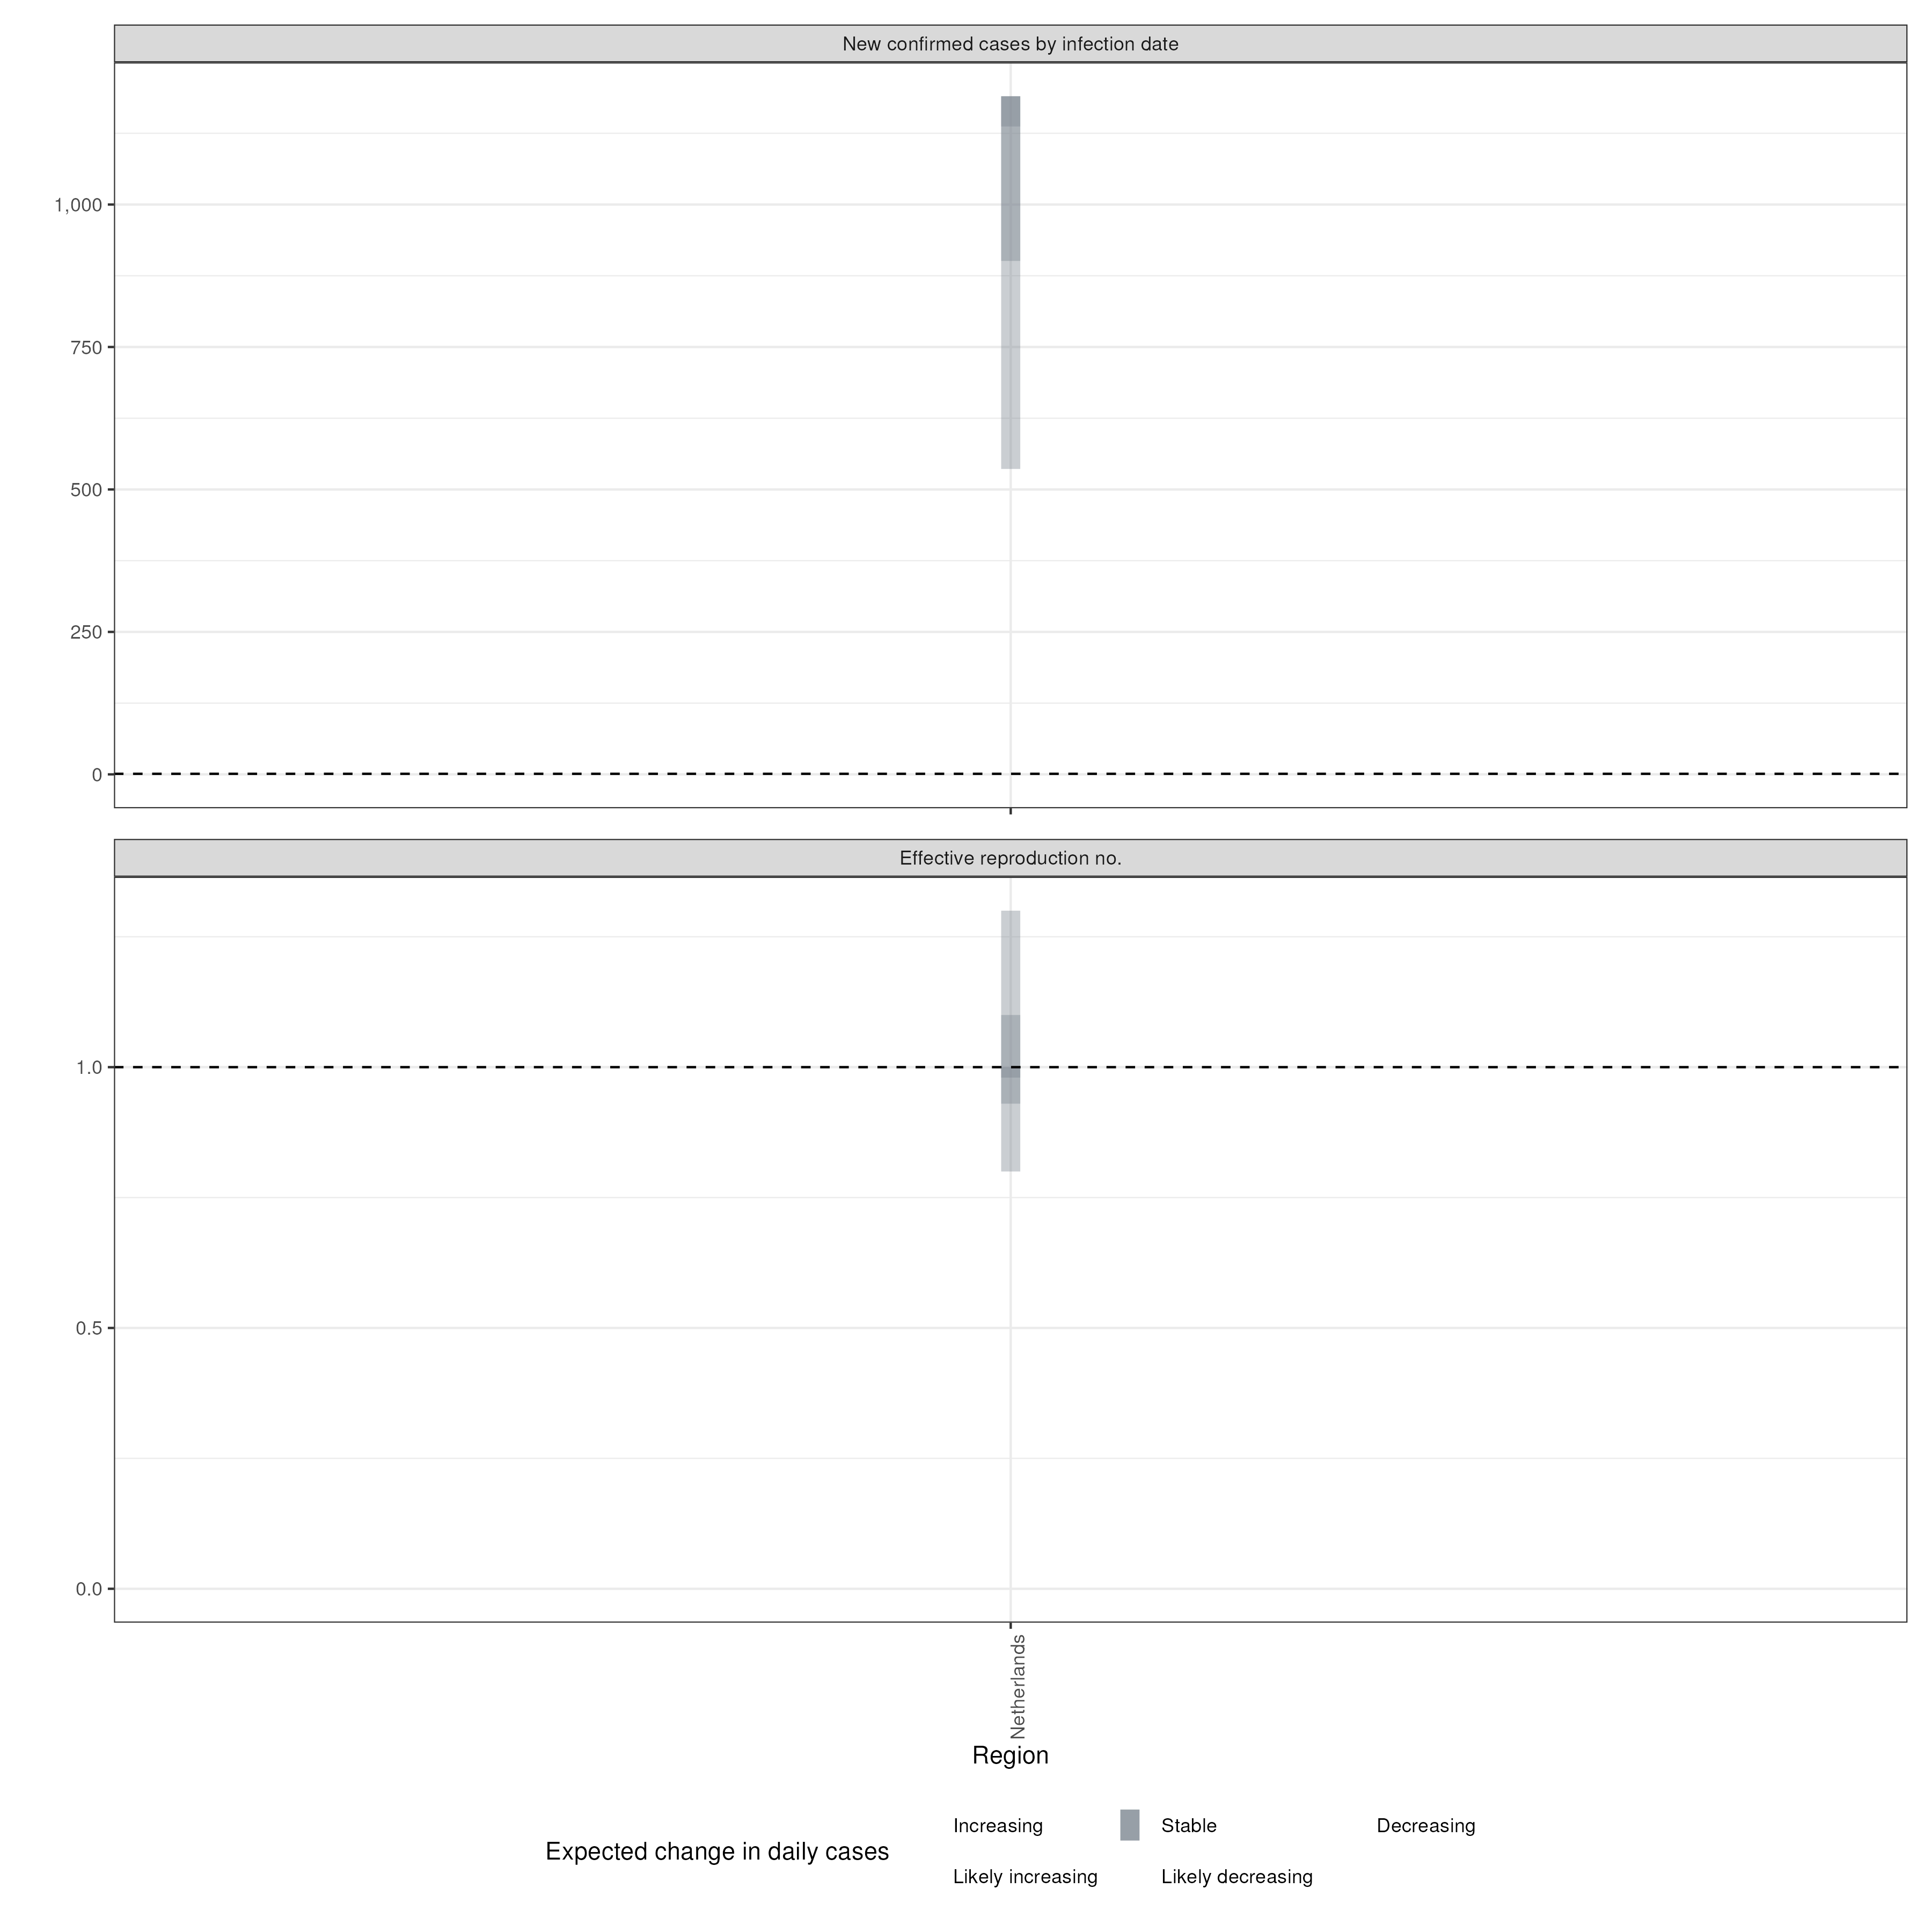 New confirmed cases by infection date
1,000
750
500
250
0
Effective reproduction no.
1.0
0.5
0.0
Netherlands
Region
Expected change in daily cases
Increasing
Stable
Decreasing
Likely increasing
Likely decreasing